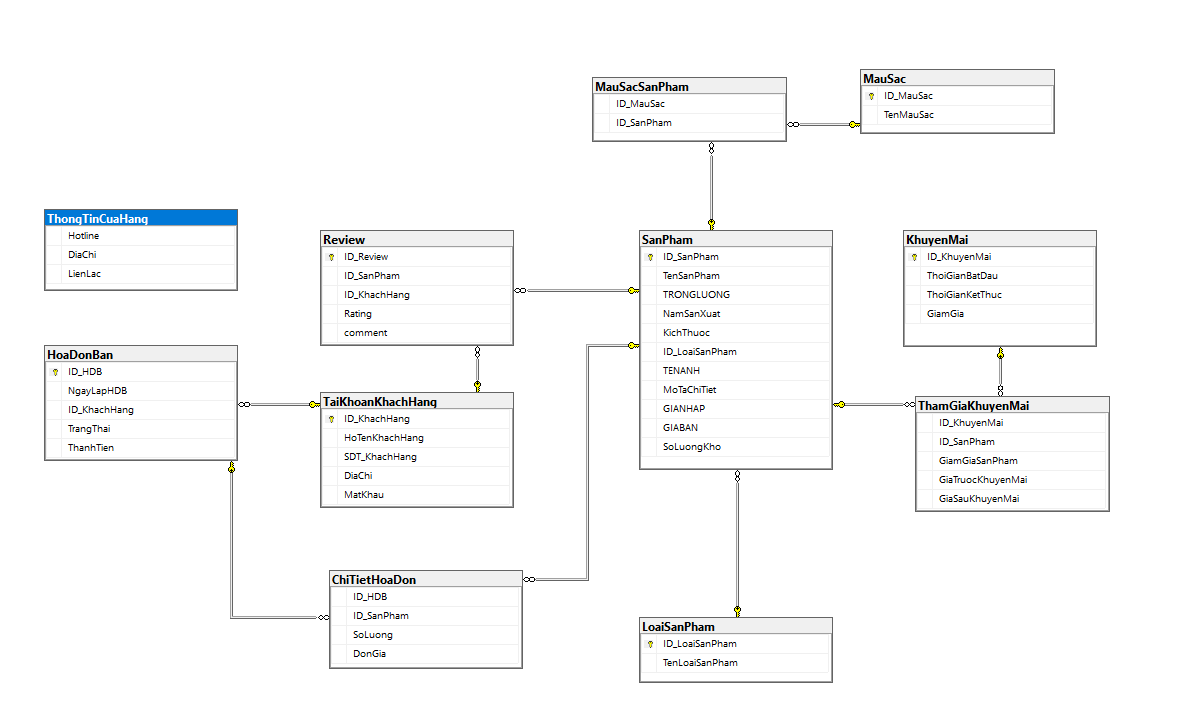 MauSacSanPham
ID_MauSac
ID_SanPham
MauSac
ID_MauSac
TenMauSac
ThongTinCuaHang
Hotline
DiaChi
LienLac
Review
ID_Review
ID_SanPham
ID_KhachHang
Rating
comment
SanPham
ID_SanPham
TenSanPham
TRONGLUONG
NamSanXuat
KichThuoc
ID_LoaiSanPham
TENANH
MoTaChiTiet
GIANHAP
GIABAN
SoLuongKho
KhuyenMai
ID_KhuyenMai
ThoiGianBatDau
ThoiGianKetThuc
GiamGia
HoaDonBan
ID_HDB
NgayLapHDB
ID_KhachHang
TrangThai
ThanhTien
TaiKhoanKhachHang
ID_KhachHang
HoTenKhachHang
SDT_KhachHang
DiaChi
MatKhau
ThamGiaKhuyenMai
ID_KhuyenMai
ID_SanPham
GiamGiaSanPham
GiaTruocKhuyenMai
GiaSauKhuyenMai
ChiTietHoaDon
ID_HDB
ID_SanPham
SoLuong
DonGia
LoaiSanPham
ID_LoaiSanPham
TenLoaiSanPham